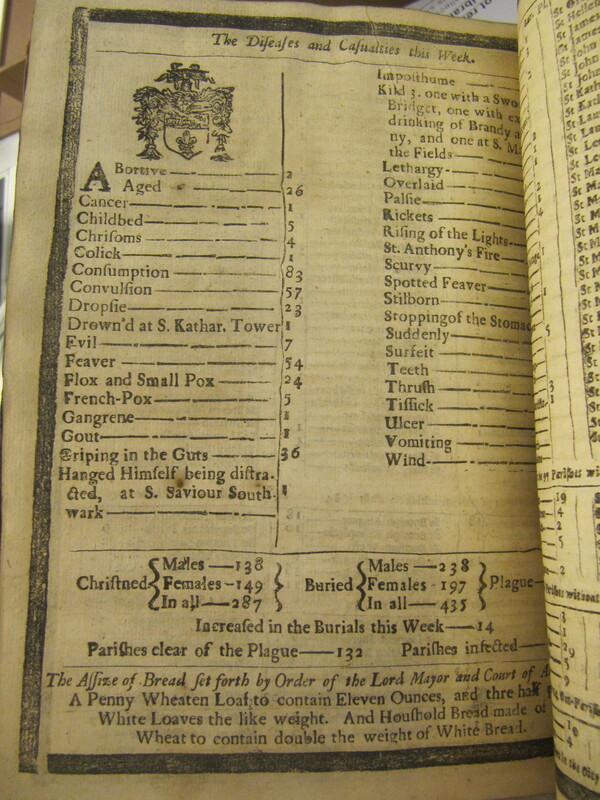 The Diſeaſes and Caſualties this Week.
ABortive 2
Aged 26
Cancer 1
Childbed 5
Chriſoms 4
Colick 1
Conſumption 83
Convulſion 57
Dropſie 23
Drown'd at S. Kathar. Tower 1
Evil 7
Feaver 54
Flox and Small Pox 24
French-Pox 5
Gangrene 1
Gout 1
Griping in the Guts 36
Hanged Himſelf being diſtra-
cted, at S. Saviour South- 1
wark
Impoſthume
Kild 3. one with a Swo
Bridget, one with ex
drinking of Brandy a
ny, and one at S. M
the Fields
Lethargy
Overlaid
Palſie
Rickets
Riſing of the Lights
St. Anthony's Fire
Scurvy
Spotted Feaver
Stilborn
Stopping of the Stomac
Suddenly
Surfeit
Teeth
Thruſh
Tiſſick
Ulcer
Vomiting
Wind
Chriſtned { Males—138 Females-149 In all—287 }
Buried { Males—238 Females-197 In all—435 } Plague
Increaſed in the Burials this Week—14
Pariſhes clear of the Plague—132 Pariſhes infected
The Aſſize of Bread ſet forth by Order of the Lord Mayor and Court of A
A Penny Wheaten Loaf to contain Eleven Ounces, and three half
White Loaves the like weight. And Houſhold Bread made of
Wheat to contain double the weight of White Bread.